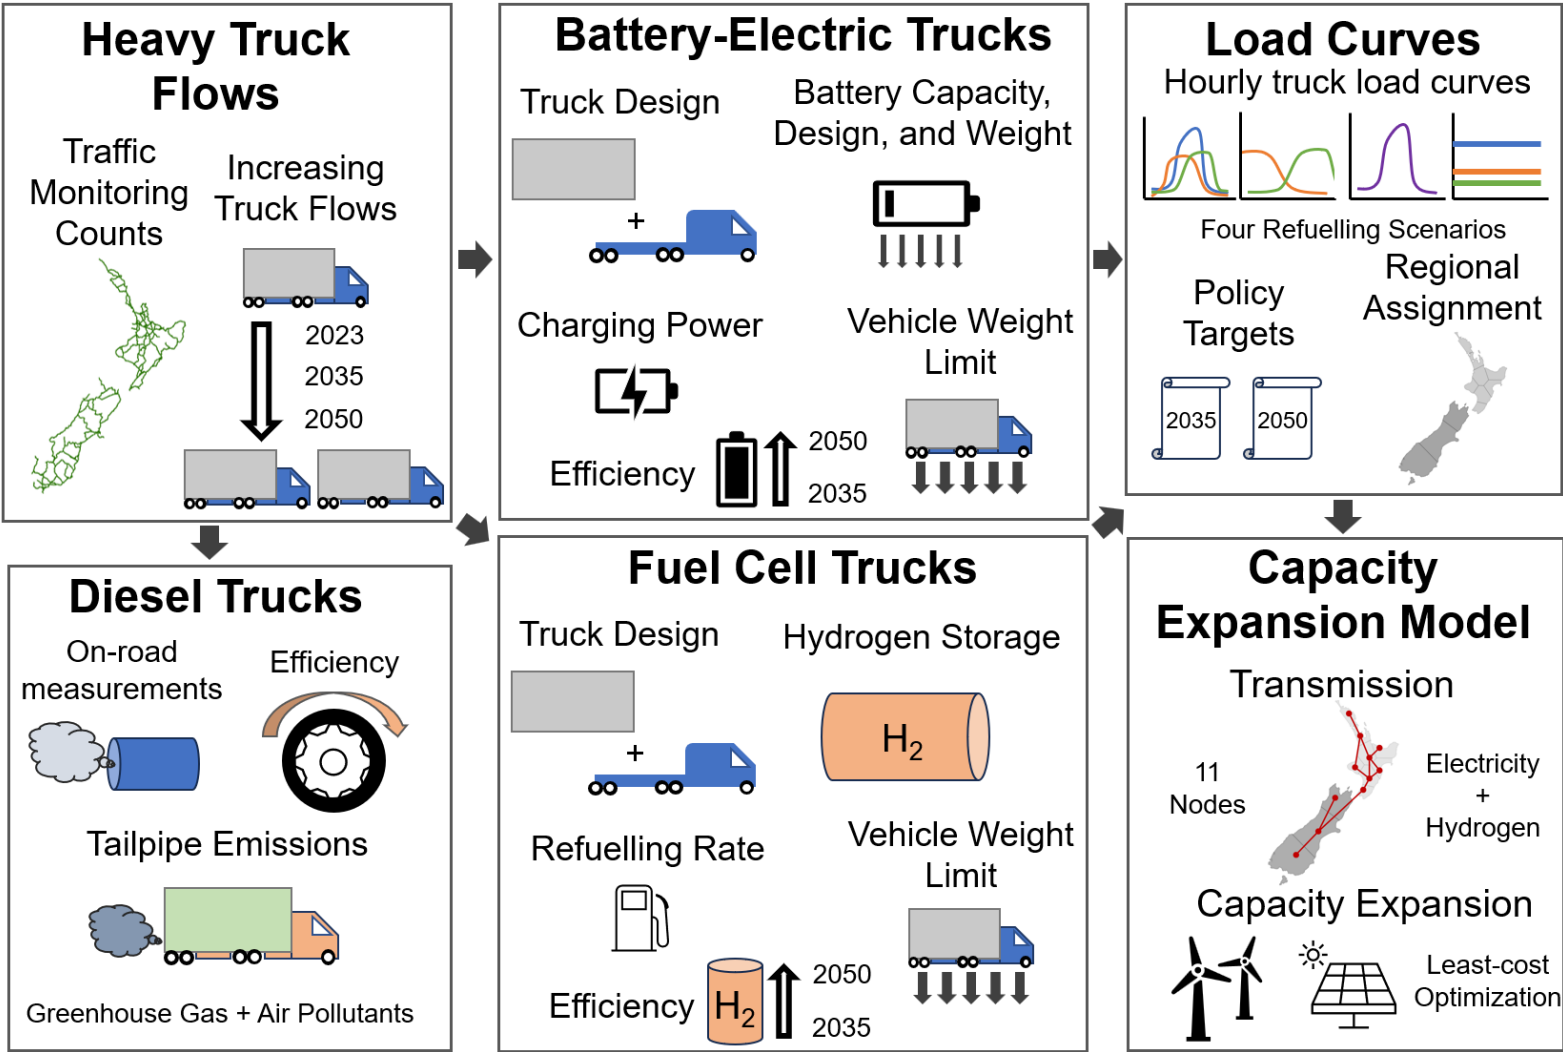 Heavy Truck
Flows
Traffic
Monitoring
Counts
Increasing
Truck Flows
2023
2035
2050
Battery-Electric Trucks
Truck Design
+
Battery Capacity,
Design, and Weight
Charging Power
Vehicle Weight
Limit
Efficiency
2050
2035
Load Curves
Hourly truck load curves
Four Refuelling Scenarios
Policy
Targets
2035
2050
Regional
Assignment
Diesel Trucks
On-road
measurements
Efficiency
Tailpipe Emissions
Greenhouse Gas + Air Pollutants
Fuel Cell Trucks
Truck Design
+
Hydrogen Storage
H₂
Refuelling Rate
Vehicle Weight
Limit
Efficiency
H₂
2050
2035
Capacity
Expansion Model
Transmission
11
Nodes
Electricity
+
Hydrogen
Capacity Expansion
Least-cost
Optimization